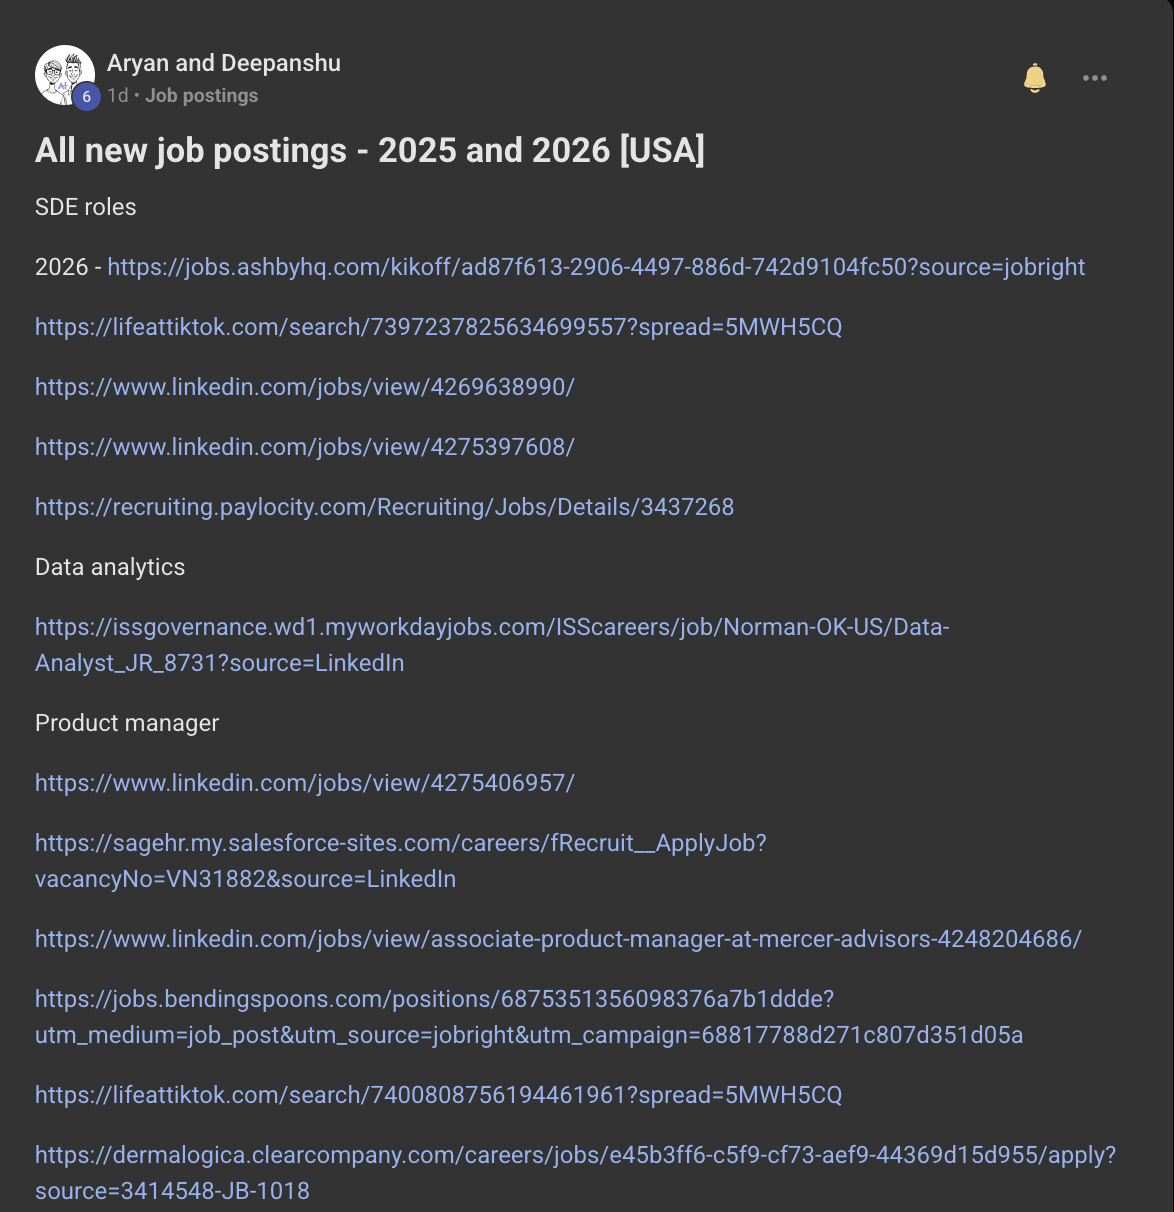 Aryan and Deepanshu
6
1d • Job postings
All new job postings - 2025 and 2026 [USA]
SDE roles
2026 - https://jobs.ashbyhq.com/kikoff/ad87f613-2906-4497-886d-742d9104fc50?source=jobright
https://lifeattiktok.com/search/7397237825634699557?spread=5MWH5CQ
https://www.linkedin.com/jobs/view/4269638990/
https://www.linkedin.com/jobs/view/4275397608/
https://recruiting.paylocity.com/Recruiting/Jobs/Details/3437268
Data analytics
https://issgovernance.wd1.myworkdayjobs.com/ISScareers/job/Norman-OK-US/Data-
Analyst_JR_8731?source=LinkedIn
Product manager
https://www.linkedin.com/jobs/view/4275406957/
https://sagehr.my.salesforce-sites.com/careers/fRecruit__ApplyJob?
vacancyNo=VN31882&source=LinkedIn
https://www.linkedin.com/jobs/view/associate-product-manager-at-mercer-advisors-4248204686/
https://jobs.bendingspoons.com/positions/6875351356098376a7b1ddde?
utm_medium=job_post&utm_source=jobright&utm_campaign=68817788d271c807d351d05a
https://lifeattiktok.com/search/7400808756194461961?spread=5MWH5CQ
https://dermalogica.clearcompany.com/careers/jobs/e45b3ff6-c5f9-cf73-aef9-44369d15d955/apply?
source=3414548-JB-1018